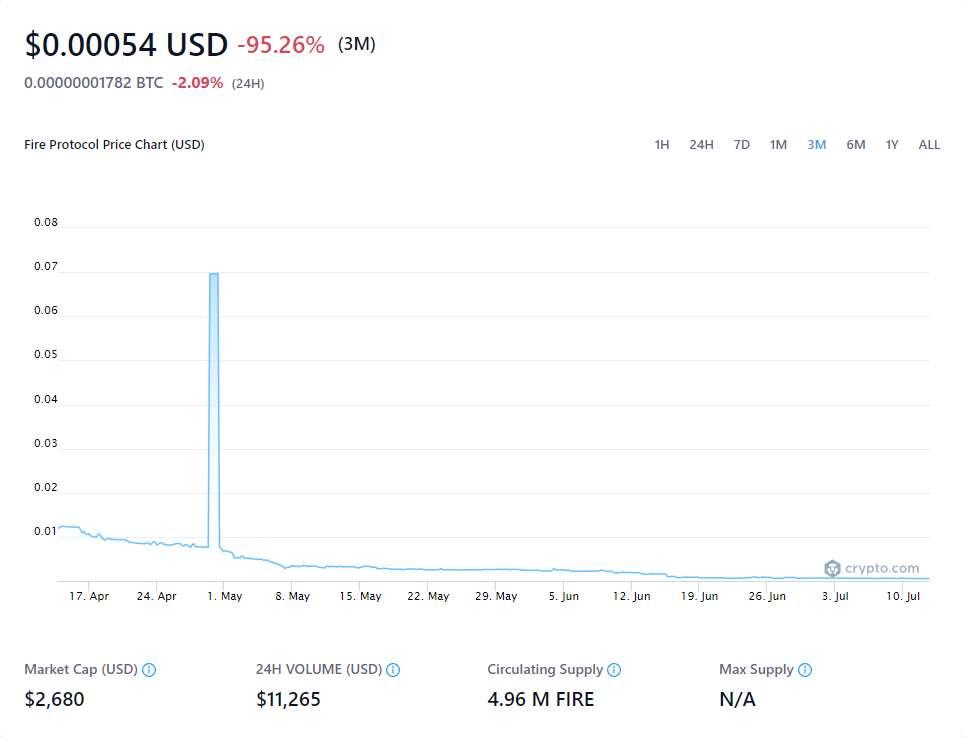 $0.00054 USD -95.26% (3M)
0.00000001782 BTC -2.09% (24H)
Fire Protocol Price Chart (USD) 1H 24H 7D 1M 3M 6M 1Y ALL
0.08
0.07
0.06
0.05
0.04
0.03
0.02
0.01
crypto.com
17. Apr 24. Apr 1. May 8. May 15. May 22. May 29. May 5. Jun 12. Jun 19. Jun 26. Jun 3. Jul 10. Jul
Market Cap (USD) 24H VOLUME (USD) Circulating Supply Max Supply
$2,680 $11,265 4.96 M FIRE N/A